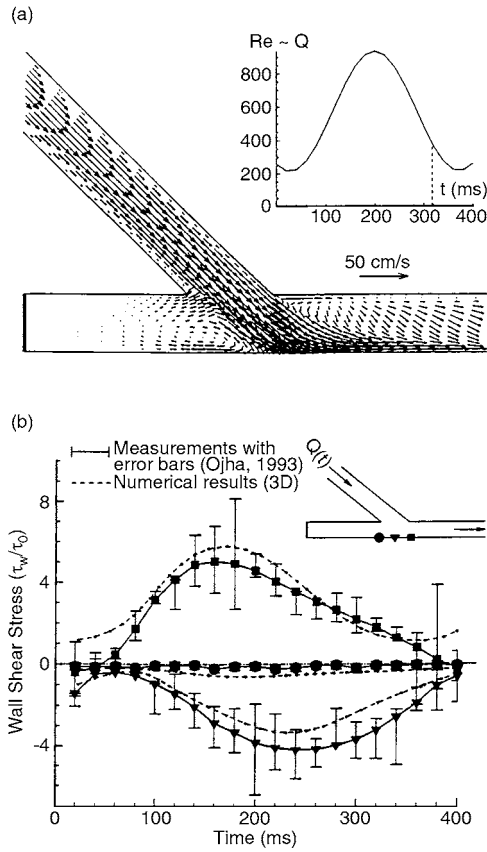 (a)
Re ~ Q
800
600
400
200
0
100 200 300 400
t (ms)
50 cm/s
(b)
Measurements with
error bars (Ojha, 1993)
Numerical results (3D)
Q(t)
Wall Shear Stress (τw/τ0)
8
4
0
-4
0 100 200 300 400
Time (ms)